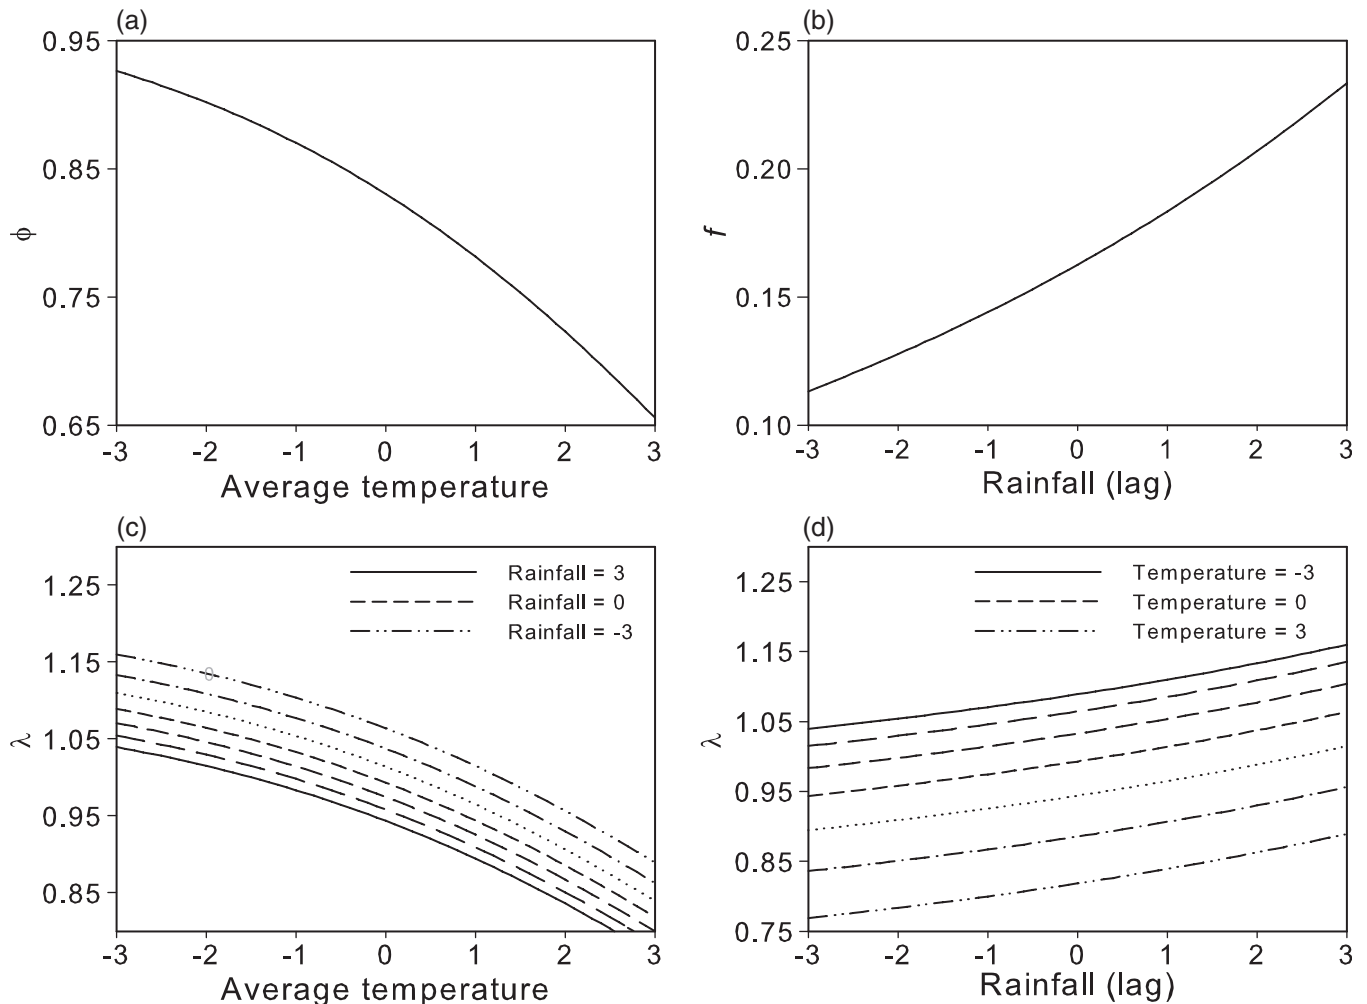 (a)
0.95
0.85
0.75
0.65
ϕ
-3 -2 -1 0 1 2 3
Average temperature
(b)
0.25
0.20
0.15
0.10
f
-3 -2 -1 0 1 2 3
Rainfall (lag)
(c)
1.25
1.15
1.05
0.95
0.85
λ
Rainfall = 3
Rainfall = 0
Rainfall = -3
0
-3 -2 -1 0 1 2 3
Average temperature
(d)
1.25
1.15
1.05
0.95
0.85
0.75
λ
Temperature = -3
Temperature = 0
Temperature = 3
-3 -2 -1 0 1 2 3
Rainfall (lag)